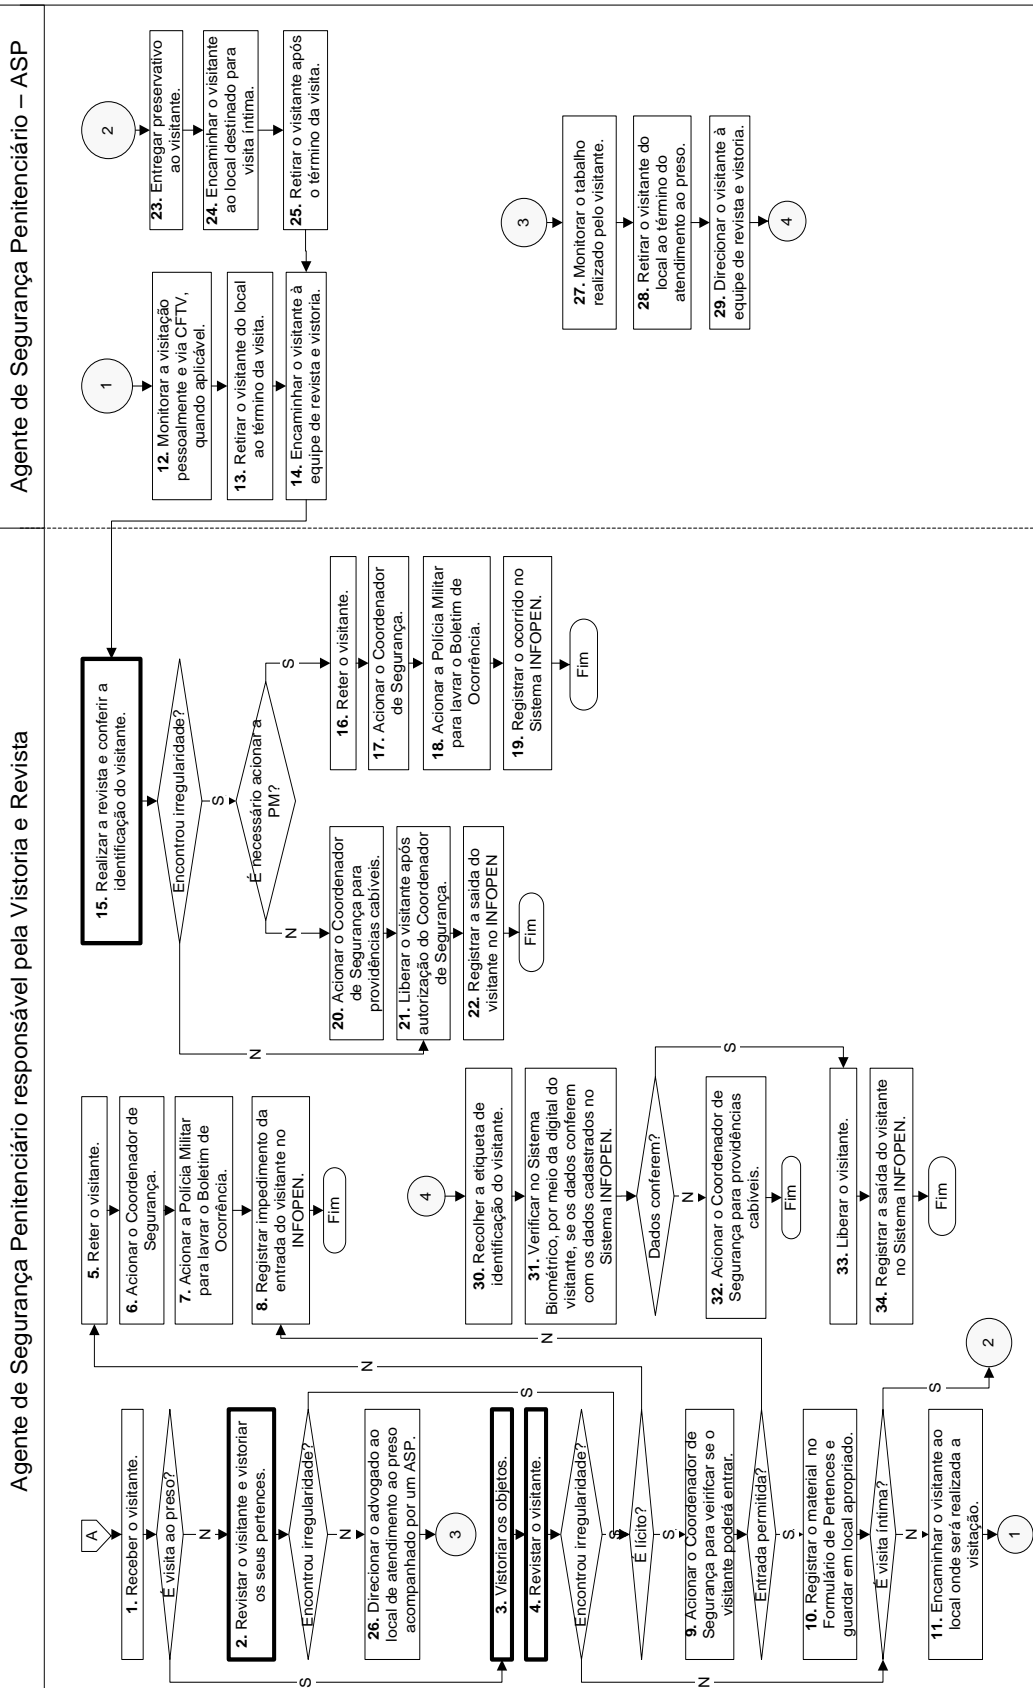 Agente de Segurança Penitenciário responsável pela Vistoria e Revista
Agente de Segurança Penitenciário – ASP
A
1. Receber o visitante.
É visita ao preso?
N
S
2. Revistar o visitante e vistoriar
os seus pertences.
Encontrou irregularidade?
N
S
26. Direcionar o advogado ao
local de atendimento ao preso
acompanhado por um ASP.
3
3. Vistoriar os objetos.
4. Revistar o visitante.
Encontrou irregularidade?
S
N
É lícito?
N
S
9. Acionar o Coordenador de
Segurança para veirifcar se o
visitante poderá entrar.
Entrada permitida?
N
S
10. Registrar o material no
Formulário de Pertences e
guardar em local apropriado.
É visita íntima?
S
N
2
11. Encaminhar o visitante ao
local onde será realizada a
visitação.
1
5. Reter o visitante.
6. Acionar o Coordenador de
Segurança.
7. Acionar a Polícia Militar
para lavrar o Boletim de
Ocorrência.
8. Registrar impedimento da
entrada do visitante no
INFOPEN.
Fim
4
30. Recolher a etiqueta de
identificação do visitante.
31. Verificar no Sistema
Biométrico, por meio da digital do
visitante, se os dados conferem
com os dados cadastrados no
Sistema INFOPEN.
Dados conferem?
S
N
32. Acionar o Coordenador de
Segurança para providências
cabíveis.
Fim
33. Liberar o visitante.
34. Registrar a saída do visitante
no Sistema INFOPEN.
Fim
15. Realizar a revista e conferir a
identificação do visitante.
Encontrou irregularidade?
N
S
É necessário acionar a
PM?
N
S
20. Acionar o Coordenador
de Segurança para
providências cabíveis.
21. Liberar o visitante após
autorização do Coordenador
de Segurança.
22. Registrar a saída do
visitante no INFOPEN
Fim
16. Reter o visitante.
17. Acionar o Coordenador
de Segurança.
18. Acionar a Polícia Militar
para lavrar o Boletim de
Ocorrência.
19. Registrar o ocorrido no
Sistema INFOPEN.
Fim
1
12. Monitorar a visitação
pessoalmente e via CFTV,
quando aplicável.
13. Retirar o visitante do local
ao término da visita.
14. Encaminhar o visitante à
equipe de revista e vistoria.
2
23. Entregar preservativo
ao visitante.
24. Encaminhar o visitante
ao local destinado para
visita íntima.
25. Retirar o visitante após
o término da visita.
3
27. Monitorar o tabalho
realizado pelo visitante.
28. Retirar o visitante do
local ao término do
atendimento ao preso.
29. Direcionar o visitante à
equipe de revista e vistoria.
4